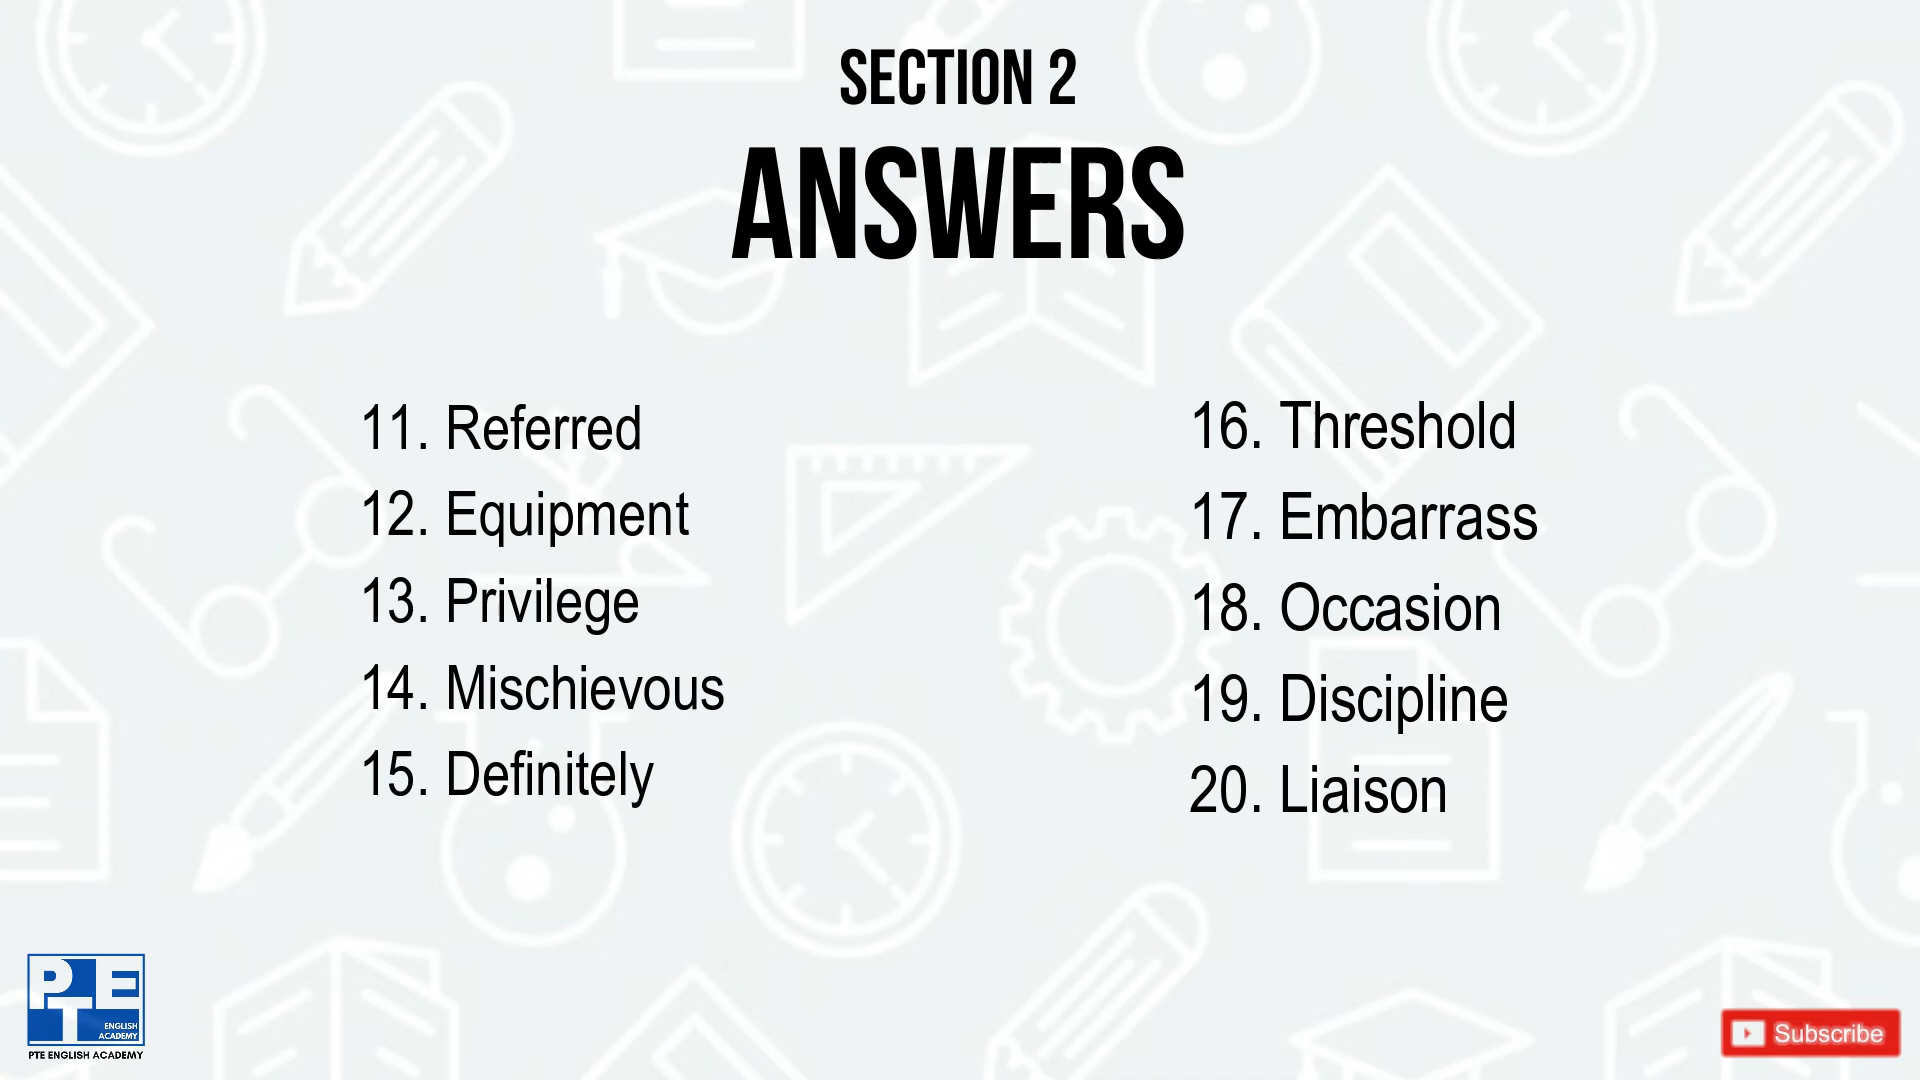 SECTION 2
ANSWERS
11. Referred
12. Equipment
13. Privilege
14. Mischievous
15. Definitely
16. Threshold
17. Embarrass
18. Occasion
19. Discipline
20. Liaison
PTE
ENGLISH
ACADEMY
PTE ENGLISH ACADEMY
Subscribe